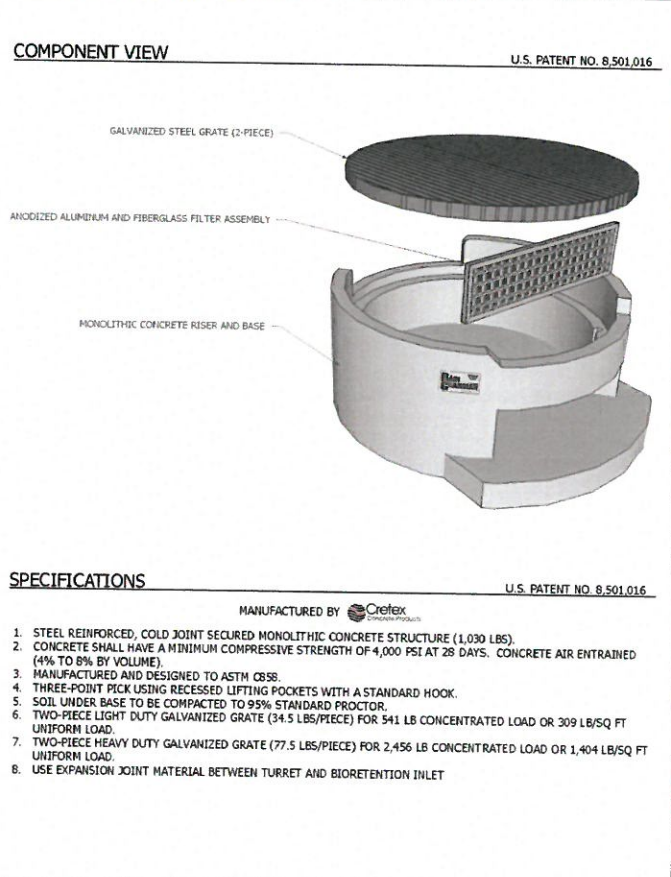 COMPONENT VIEW
U.S. PATENT NO. 8,501,016
GALVANIZED STEEL GRATE (2-PIECE)
ANODIZED ALUMINUM AND FIBERGLASS FILTER ASSEMBLY
MONOLITHIC CONCRETE RISER AND BASE
RAIN
GUARDIAN
SPECIFICATIONS
U.S. PATENT NO. 8,501,016
MANUFACTURED BY Cretex
Concrete Products
1. STEEL REINFORCED, COLD JOINT SECURED MONOLITHIC CONCRETE STRUCTURE (1,030 LBS).
2. CONCRETE SHALL HAVE A MINIMUM COMPRESSIVE STRENGTH OF 4,000 PSI AT 28 DAYS. CONCRETE AIR ENTRAINED
(4% TO 8% BY VOLUME).
3. MANUFACTURED AND DESIGNED TO ASTM C858.
4. THREE-POINT PICK USING RECESSED LIFTING POCKETS WITH A STANDARD HOOK.
5. SOIL UNDER BASE TO BE COMPACTED TO 95% STANDARD PROCTOR.
6. TWO-PIECE LIGHT DUTY GALVANIZED GRATE (34.5 LBS/PIECE) FOR 541 LB CONCENTRATED LOAD OR 309 LB/SQ FT
UNIFORM LOAD.
7. TWO-PIECE HEAVY DUTY GALVANIZED GRATE (77.5 LBS/PIECE) FOR 2,456 LB CONCENTRATED LOAD OR 1,404 LB/SQ FT
UNIFORM LOAD.
8. USE EXPANSION JOINT MATERIAL BETWEEN TURRET AND BIORETENTION INLET